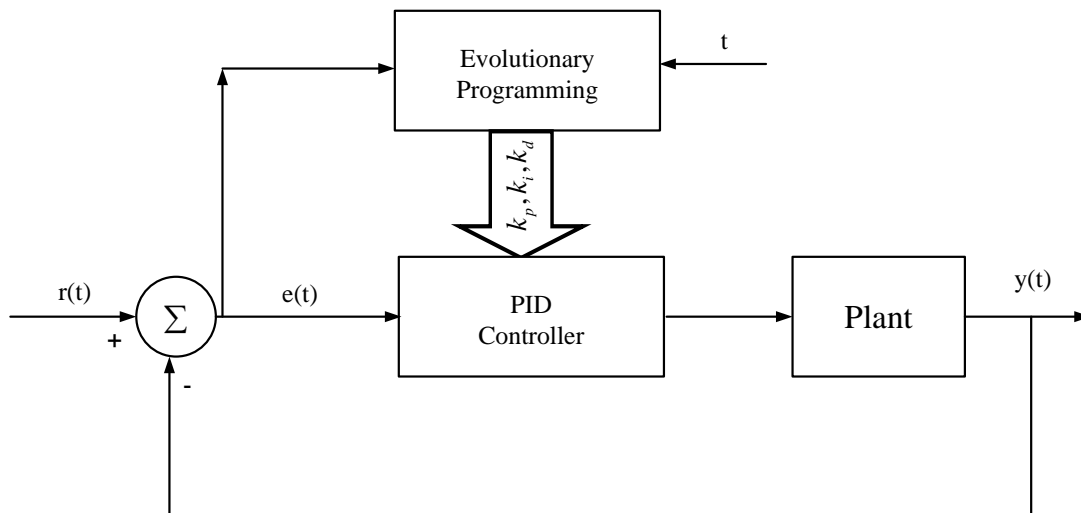 Evolutionary
Programming
t
k_p, k_i, k_d
r(t)
+
Σ
-
e(t)
PID
Controller
Plant
y(t)